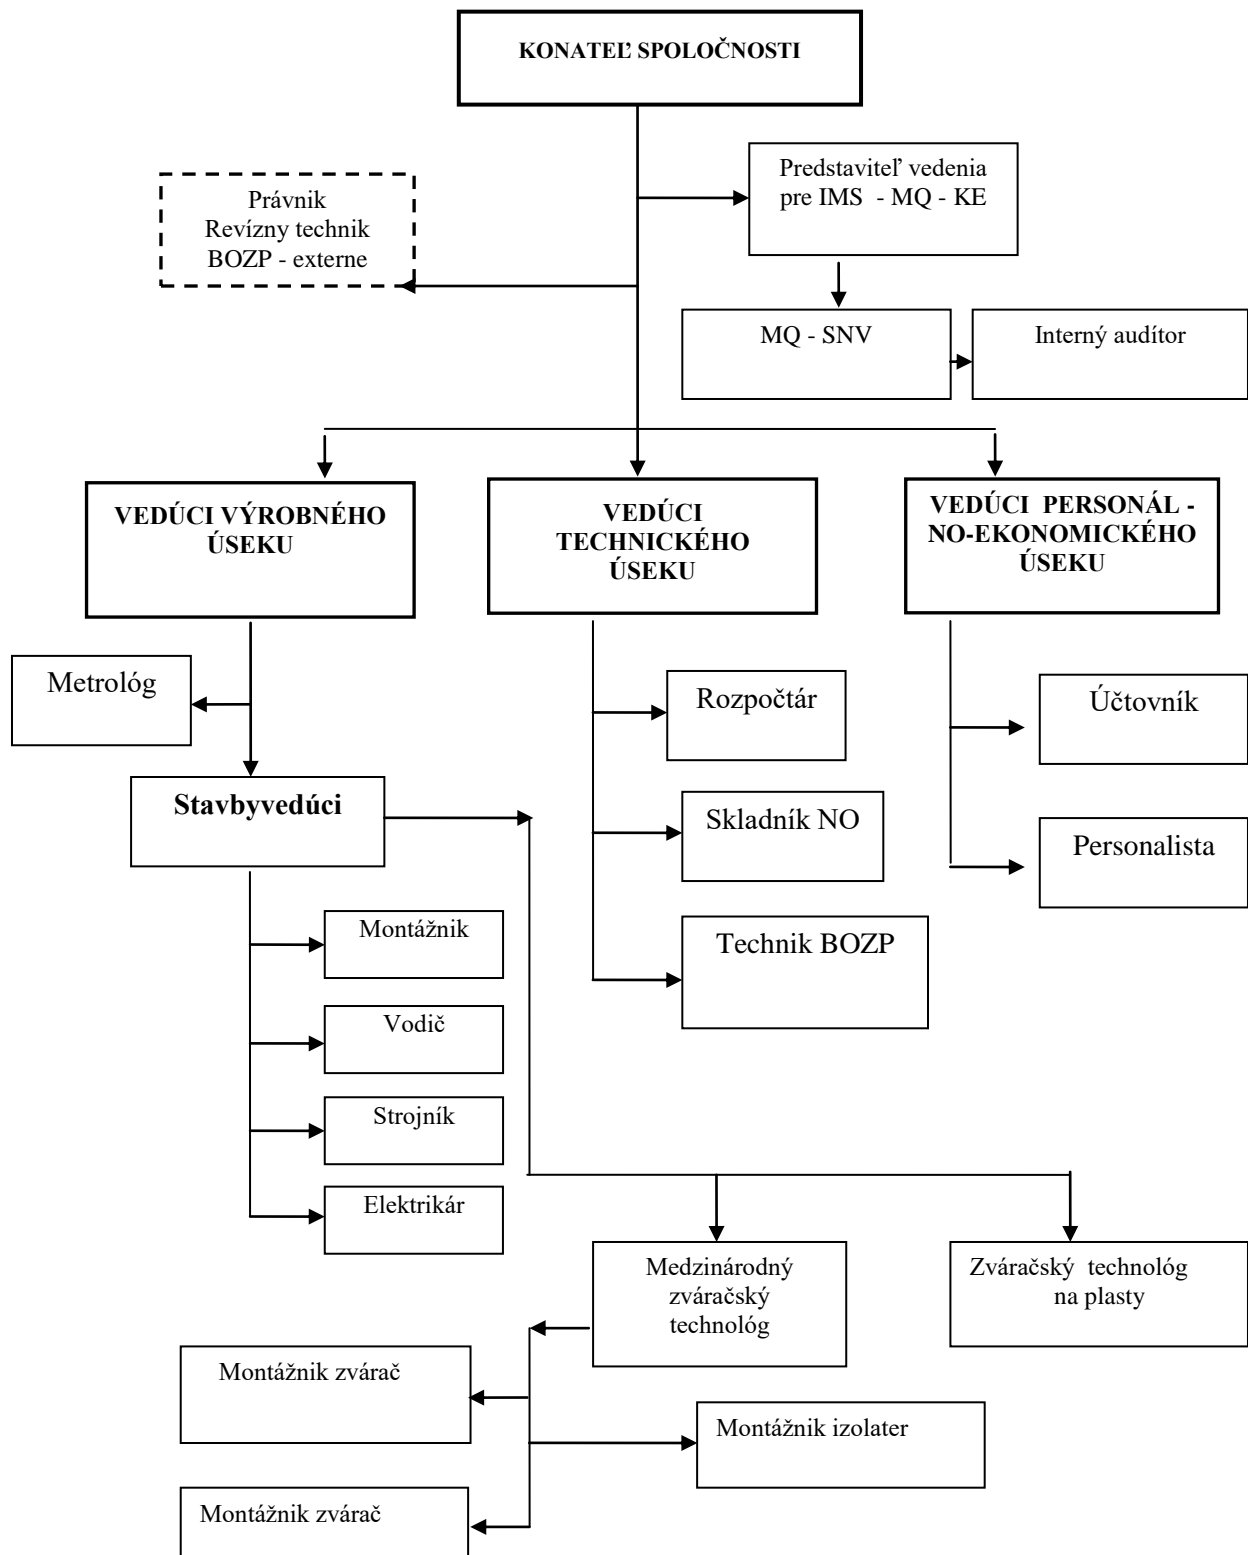 KONATEĽ SPOLOČNOSTI
Predstaviteľ vedenia
pre IMS - MQ - KE
Právnik
Revízny technik
BOZP - externe
MQ - SNV
Interný audítor
VEDÚCI VÝROBNÉHO
ÚSEKU
VEDÚCI
TECHNICKÉHO
ÚSEKU
VEDÚCI PERSONÁL -
NO-EKONOMICKÉHO
ÚSEKU
Metrológ
Rozpočtár
Účtovník
Stavbyvedúci
Skladník NO
Personalista
Montážnik
Technik BOZP
Vodič
Strojník
Elektrikár
Medzinárodný
zváračský
technológ
Zváračský technológ
na plasty
Montážnik zvárač
Montážnik izolater
Montážnik zvárač